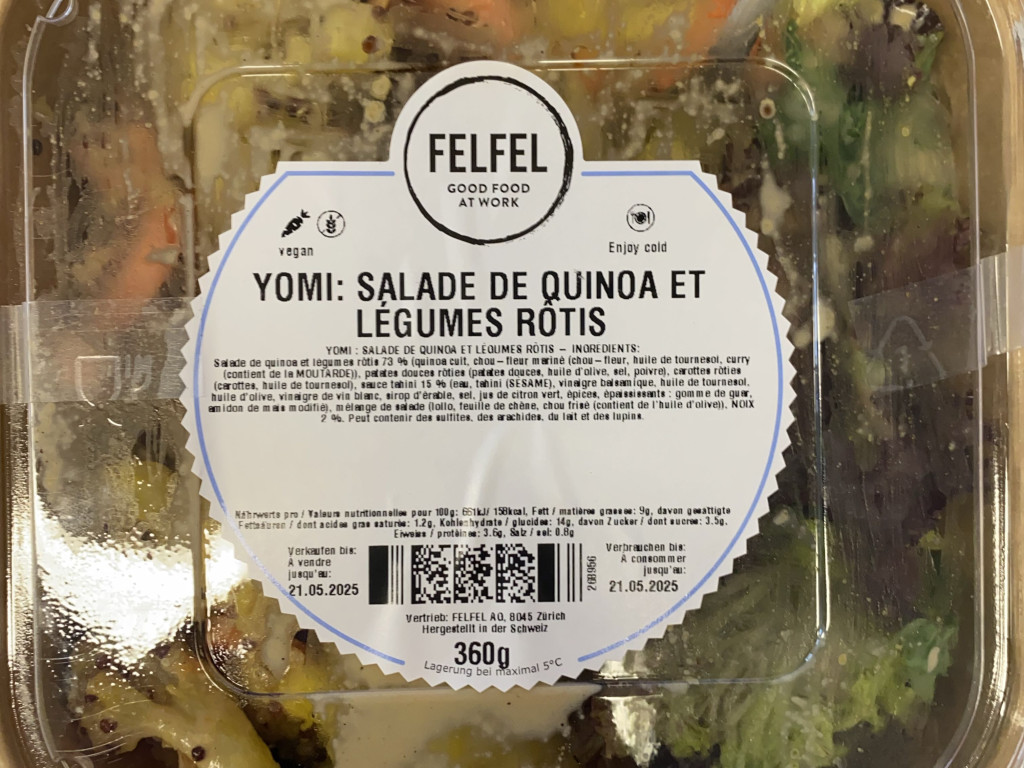 FELFEL
GOOD FOOD
AT WORK
vegan
Enjoy cold
YOMI: SALADE DE QUINOA ET
LÉGUMES RÔTIS
YOMI : SALADE DE QUINOA ET LÉGUMES RÔTIS – INGREDIENTS:
Salade de quinoa et légumes rôtis 73 % (quinoa cuit, chou–fleur mariné (chou–fleur, huile de tournesol, curry
(contient de la MOUTARDE)), patates douces rôties (patates douces, huile d'olive, sel, poivre), carottes rôties
(carottes, huile de tournesol), sauce tahini 15 % (eau, tahini (SESAME), vinaigre balsamique, huile de tournesol,
huile d'olive, vinaigre de vin blanc, sirop d'érable, sel, jus de citron vert, épices, épaississants : gomme de guar,
amidon de maïs modifié), mélange de salade (lollo, feuille de chêne, chou frisé (contient de l'huile d'olive)), NOIX
2 %. Peut contenir des sulfites, des arachides, du lait et des lupins.
Nährwerte pro / Valeurs nutritionnelles pour 100g: 661kJ/ 158kcal, Fett / matières grasses: 9g, davon gesättigte
Fettsäuren / dont acides gras saturés: 1.2g, Kohlenhydrate / glucides: 14g, davon Zucker / dont sucres: 3.5g,
Eiweiss / protéines: 3.6g, Salz / sel: 0.8g
Verkaufen bis:
A vendre
jusqu'au:
21.05.2025
268956
Verbrauchen bis:
A consommer
jusqu'au:
21.05.2025
Vertrieb: FELFEL AG, 8045 Zürich
Hergestellt in der Schweiz
360g
Lagerung bei maximal 5°C